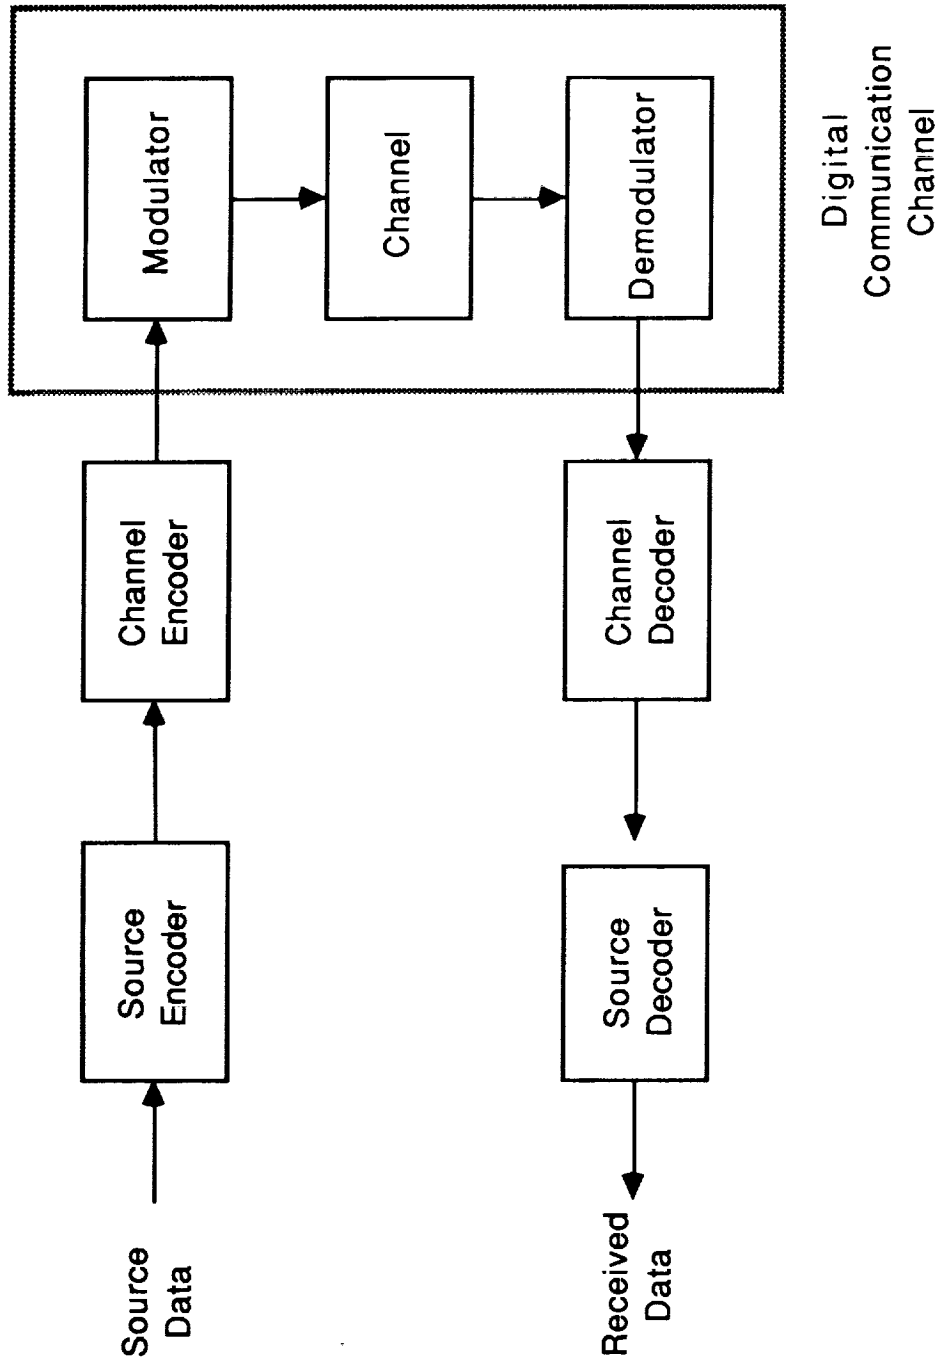 Source
Data
Source
Encoder
Channel
Encoder
Modulator
Channel
Demodulator
Digital
Communication
Channel
Channel
Decoder
Source
Decoder
Received
Data